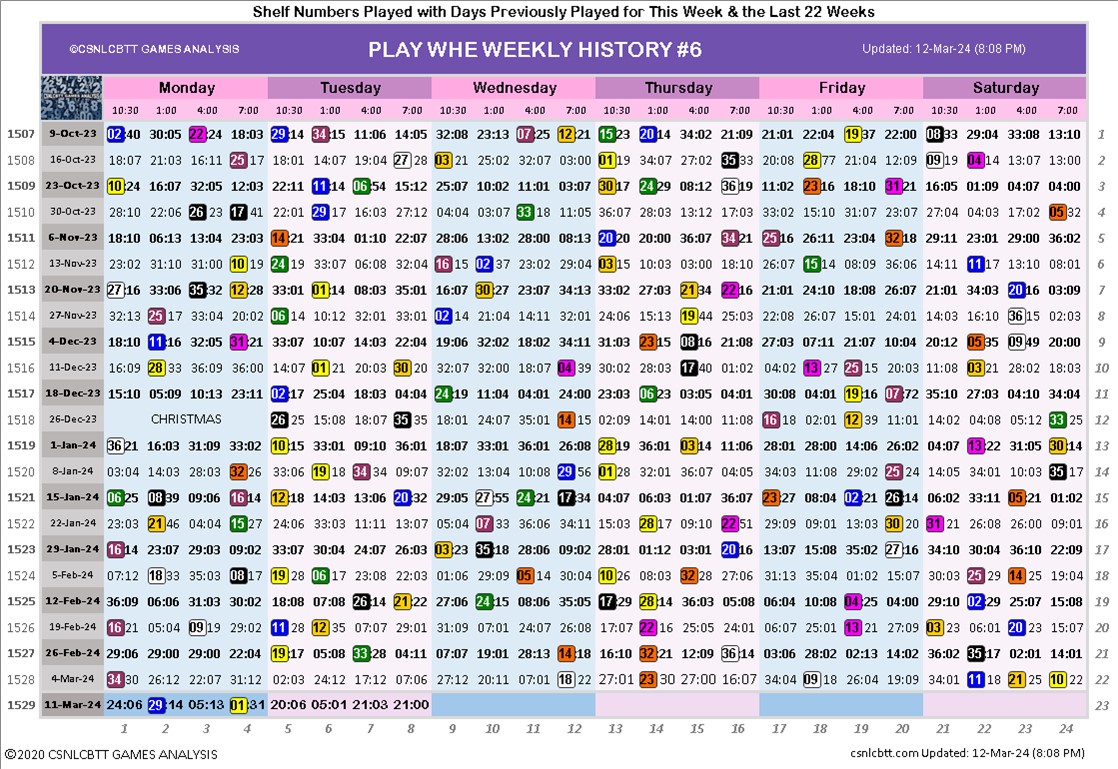 Shelf Numbers Played with Days Previously Played for This Week & the Last 22 Weeks
©CSNLCBTT GAMES ANALYSIS PLAY WHE WEEKLY HISTORY #6 Updated: 12-Mar-24 (8:08 PM)
Monday Tuesday Wednesday Thursday Friday Saturday
10:30 1:00 4:00 7:00 10:30 1:00 4:00 7:00 10:30 1:00 4:00 7:00 10:30 1:00 4:00 7:00 10:30 1:00 4:00 7:00 10:30 1:00 4:00 7:00
1507 9-Oct-23 02:40 30:05 22:24 18:03 29:14 34:15 11:06 14:05 32:08 23:13 07:25 12:21 15:23 20:14 34:02 21:09 21:01 22:04 19:37 22:00 08:33 29:04 33:08 13:10 1
1508 16-Oct-23 18:07 21:03 16:11 25:17 18:01 14:07 19:04 27:28 03:21 25:02 32:07 03:00 01:19 34:07 27:02 35:33 20:08 28:77 21:04 12:09 09:19 04:14 13:07 13:00 2
1509 23-Oct-23 10:24 16:07 32:05 12:03 22:11 11:14 06:54 15:12 25:07 10:02 11:01 03:07 30:17 24:29 08:12 36:19 11:02 23:16 18:10 31:21 16:05 01:09 04:07 04:00 3
1510 30-Oct-23 28:10 22:06 26:23 17:41 22:01 29:17 16:03 27:12 04:04 03:07 33:18 11:05 36:07 28:03 13:12 17:03 33:02 15:10 31:07 23:07 27:04 04:03 17:02 05:32 4
1511 6-Nov-23 18:10 06:13 13:04 23:03 14:21 33:04 01:10 22:07 28:06 13:02 28:00 08:13 20:20 20:00 36:07 34:21 25:16 26:11 23:04 32:18 29:11 23:01 29:00 36:02 5
1512 13-Nov-23 23:02 31:10 31:00 10:19 24:19 33:07 06:08 32:04 16:15 02:37 23:02 29:04 03:15 10:03 03:00 18:10 07:18 15:14 08:09 36:06 14:11 11:17 13:10 08:01 6
1513 20-Nov-23 27:16 33:06 35:32 12:28 33:01 01:14 08:03 35:01 16:07 30:27 23:07 34:13 33:02 27:03 21:34 22:16 21:01 24:10 18:08 26:07 21:01 34:03 20:16 03:09 7
1514 27-Nov-23 32:13 25:17 33:04 20:02 06:14 10:12 32:06 31:05 02:14 21:04 14:11 32:01 24:06 15:13 19:44 25:03 22:08 26:07 15:01 24:01 14:03 16:10 36:15 02:03 8
1515 4-Dec-23 18:10 11:16 32:05 31:21 33:07 10:07 14:03 22:08 19:06 32:02 18:02 34:11 31:03 23:15 08:16 21:08 27:03 07:11 21:07 10:04 20:12 05:35 09:49 20:00 9
1516 11-Dec-23 16:09 28:33 36:09 36:00 14:07 01:21 20:03 30:20 32:07 32:00 18:07 04:39 30:02 28:03 17:40 01:02 04:02 13:27 25:15 10:07 11:08 03:21 28:02 18:03 10
1517 18-Dec-23 15:10 05:09 10:13 23:11 02:17 25:04 18:03 04:04 24:19 11:04 04:01 24:00 22:03 06:23 14:13 23:03 30:08 04:01 19:16 07:72 35:10 27:03 04:10 34:04 11
1518 26-Dec-23 CHRISTMAS 26:25 15:08 18:07 35:18 18:09 24:07 35:01 14:15 02:04 14:01 14:00 11:08 16:18 02:01 12:39 11:01 14:02 04:08 05:12 33:25 12
1519 1-Jan-24 36:21 16:03 31:09 33:02 10:15 33:01 09:10 36:01 18:07 33:01 36:01 26:08 28:19 36:01 03:14 11:06 28:01 28:00 14:06 26:02 04:07 13:22 31:05 30:14 13
1520 8-Jan-24 03:04 14:03 28:03 32:26 33:06 19:18 34:34 09:07 32:02 13:04 10:08 29:56 01:28 32:01 36:07 04:05 34:03 11:08 29:02 25:24 14:05 34:01 10:03 35:17 14
1521 15-Jan-24 06:25 08:39 09:06 16:14 12:18 14:03 13:06 20:32 29:05 27:55 24:21 17:34 04:07 06:03 01:07 36:07 23:27 08:04 02:21 26:14 06:02 33:11 05:21 01:02 15
1522 22-Jan-24 23:03 21:46 04:04 15:27 24:06 33:03 11:11 13:07 05:04 07:33 36:06 34:11 15:03 28:17 09:10 22:51 29:09 09:01 13:03 30:20 31:21 26:08 26:00 09:01 16
1523 29-Jan-24 16:14 23:07 29:03 09:02 33:07 30:04 24:07 26:03 03:23 35:18 28:06 09:02 28:01 01:12 03:01 20:16 13:07 15:08 35:02 27:16 34:10 30:04 36:10 22:09 17
1524 5-Feb-24 07:12 18:33 35:03 08:17 19:28 06:17 23:08 22:03 01:06 29:09 11:14 30:04 10:26 08:03 32:28 27:06 31:13 35:04 01:02 15:07 30:03 25:29 14:25 19:04 18
1525 12-Feb-24 36:09 06:06 31:03 30:02 18:08 07:08 26:14 21:22 27:06 24:15 08:06 35:05 17:29 28:14 36:03 05:08 06:04 10:08 04:25 04:00 29:10 02:29 25:07 15:08 19
1526 19-Feb-24 16:21 05:04 09:19 29:02 11:28 12:35 07:07 29:01 31:09 07:01 24:07 26:08 17:07 22:16 25:05 24:01 06:07 05:08 13:21 06:01 03:23 06:01 20:23 15:07 20
1527 26-Feb-24 29:06 29:00 29:00 22:04 19:17 05:08 33:28 04:11 07:07 19:01 28:13 14:18 16:10 32:21 12:09 36:14 03:06 28:02 02:13 14:02 36:02 35:17 02:01 14:01 21
1528 4-Mar-24 34:30 26:12 22:07 31:12 02:03 24:12 17:12 07:06 27:12 20:11 07:01 18:22 27:01 23:30 27:00 16:07 34:04 09:18 26:04 29:09 34:01 11:18 21:25 10:22 22
1529 11-Mar-24 24:06 29:14 05:13 01:31 20:06 05:01 21:03 21:00 23
1 2 3 4 5 6 7 8 9 10 11 12 13 14 15 16 17 18 19 20 21 22 23 24
©2020 CSNLCBTT GAMES ANALYSIS csnlcbtt.com Updated: 12-Mar-24 (8:08 PM)